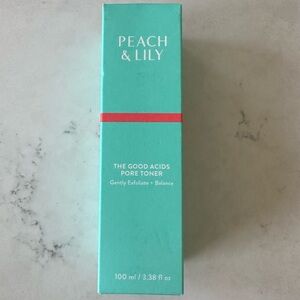 PEACH
& LILY
THE GOOD ACIDS
PORE TONER
Gently Exfoliate + Balance
100 ml / 3.38 fl oz